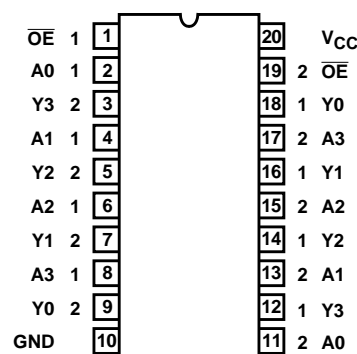 O̅E̅ 1 1 20 VCC
A0 1 2 19 2 O̅E̅
Y3 2 3 18 1 Y0
A1 1 4 17 2 A3
Y2 2 5 16 1 Y1
A2 1 6 15 2 A2
Y1 2 7 14 1 Y2
A3 1 8 13 2 A1
Y0 2 9 12 1 Y3
GND 10 11 2 A0